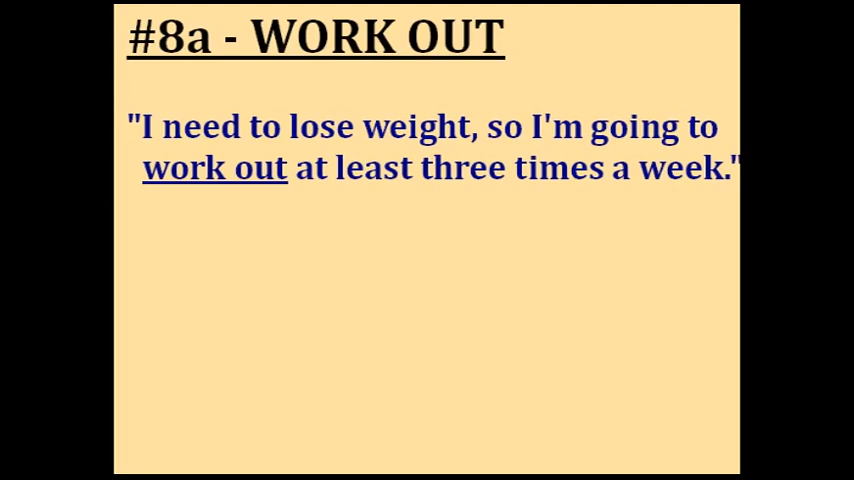 #8a - WORK OUT
"I need to lose weight, so I'm going to
work out at least three times a week."